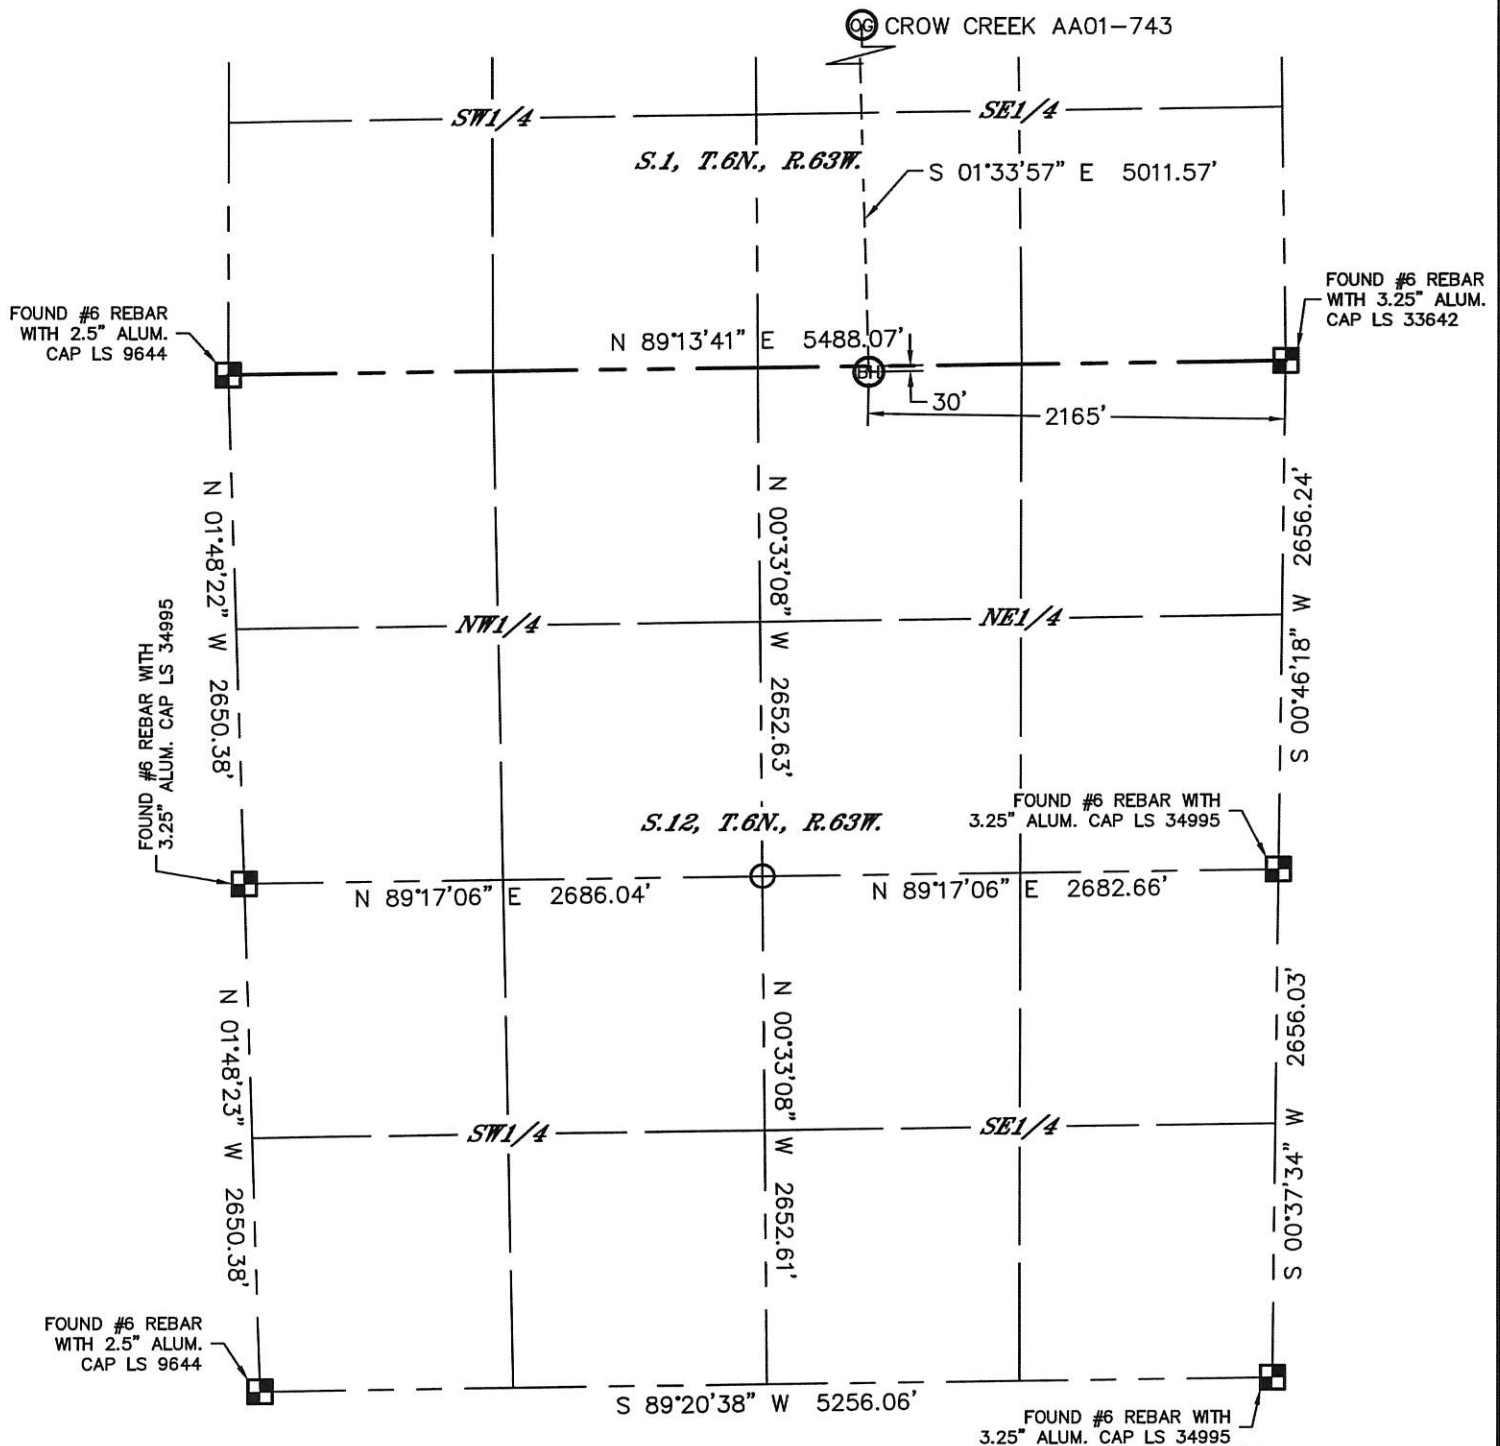 OG CROW CREEK AA01-743
SW1/4
SE1/4
S.1, T.6N., R.63W.
S 01°33'57" E 5011.57'
FOUND #6 REBAR
WITH 2.5" ALUM.
CAP LS 9644
FOUND #6 REBAR
WITH 3.25" ALUM.
CAP LS 33642
N 89°13'41" E 5488.07'
BH
30'
2165'
N 01°48'22" W 2650.38'
N 00°33'08" W 2652.63'
S 00°46'18" W 2656.24'
NW1/4
NE1/4
FOUND #6 REBAR WITH
3.25" ALUM. CAP LS 34995
S.12, T.6N., R.63W.
FOUND #6 REBAR WITH
3.25" ALUM. CAP LS 34995
N 89°17'06" E 2686.04'
N 89°17'06" E 2682.66'
N 01°48'23" W 2650.38'
N 00°33'08" W 2652.61'
S 00°37'34" W 2656.03'
SW1/4
SE1/4
FOUND #6 REBAR
WITH 2.5" ALUM.
CAP LS 9644
S 89°20'38" W 5256.06'
FOUND #6 REBAR WITH
3.25" ALUM. CAP LS 34995